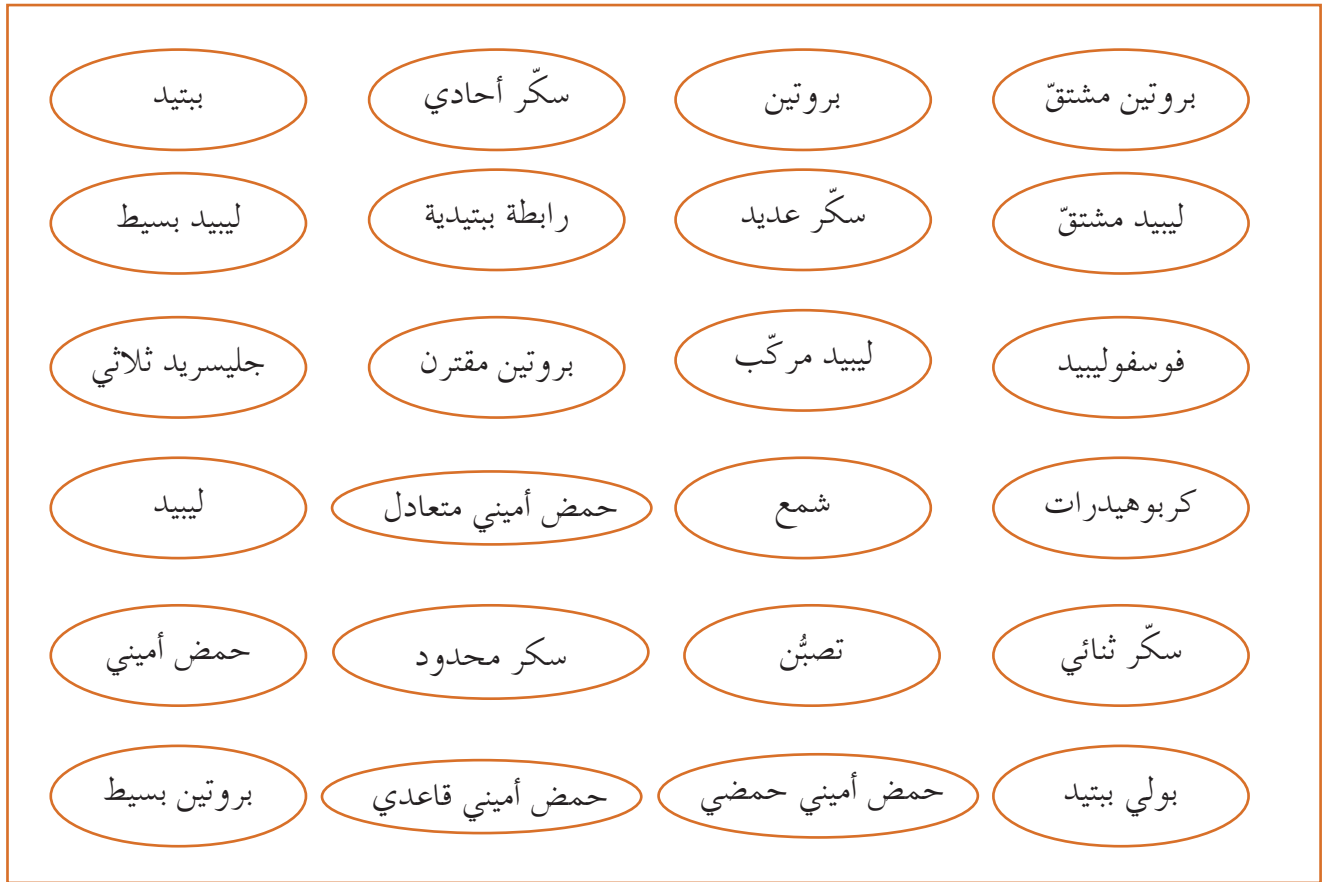 بروتين مشتقّ
بروتين
سكّر أحادي
ببتيد
ليبيد مشتقّ
سكّر عديد
رابطة ببتيدية
ليبيد بسيط
فوسفوليبيد
ليبيد مركّب
بروتين مقترن
جليسريد ثلاثي
كربوهيدرات
شمع
حمض أميني متعادل
ليبيد
سكّر ثنائي
تصبُّن
سكر محدود
حمض أميني
بولي ببتيد
حمض أميني حمضي
حمض أميني قاعدي
بروتين بسيط